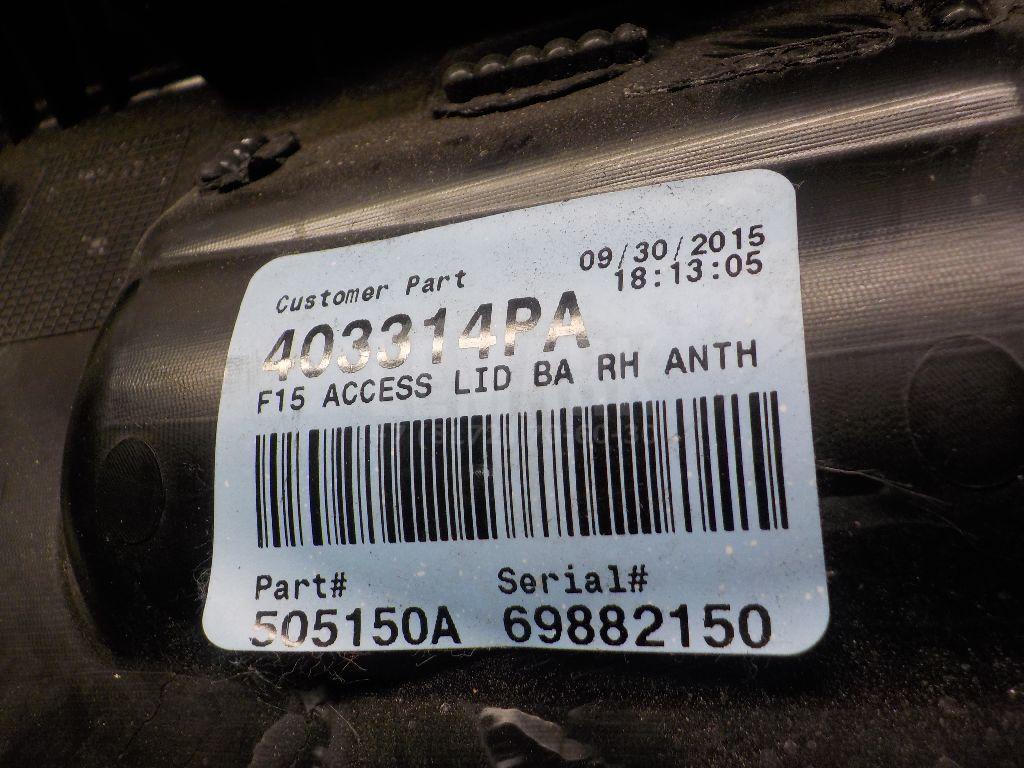 Customer Part
09/30/2015
18:13:05
403314PA
F15 ACCESS LID BA RH ANTH
Part# Serial#
505150A 69882150